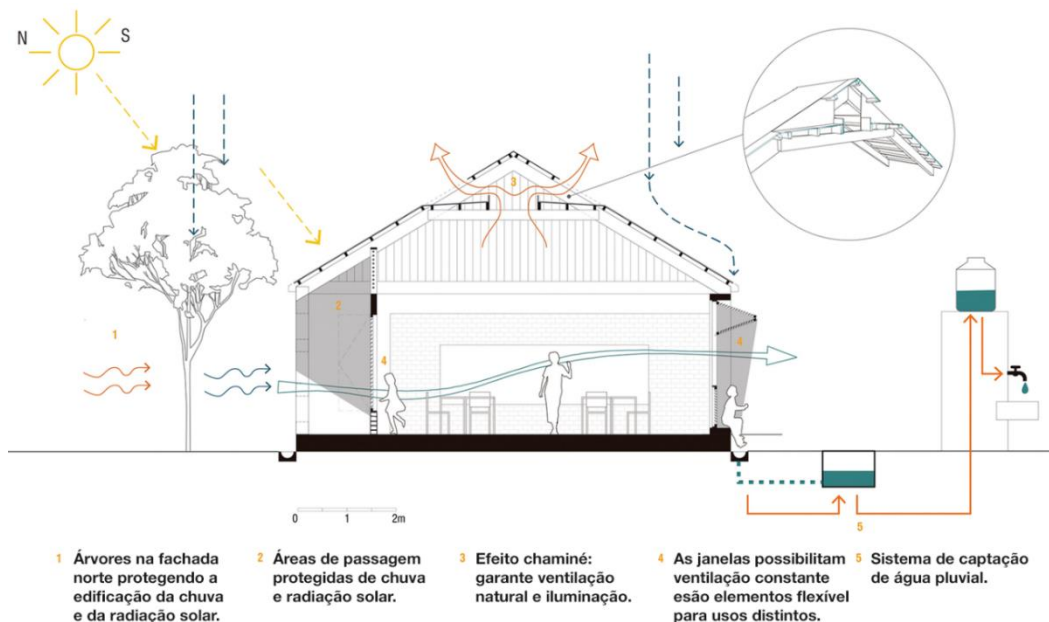 N
S
3
2
1
4
4
0
1
2m
5
1 Árvores na fachada
norte protegendo a
edificação da chuva
e da radiação solar.
2 Áreas de passagem
protegidas de chuva
e radiação solar.
3 Efeito chaminé:
garante ventilação
natural e iluminação.
4 As janelas possibilitam
ventilação constante
esão elementos flexível
para usos distintos.
5 Sistema de captação
de água pluvial.